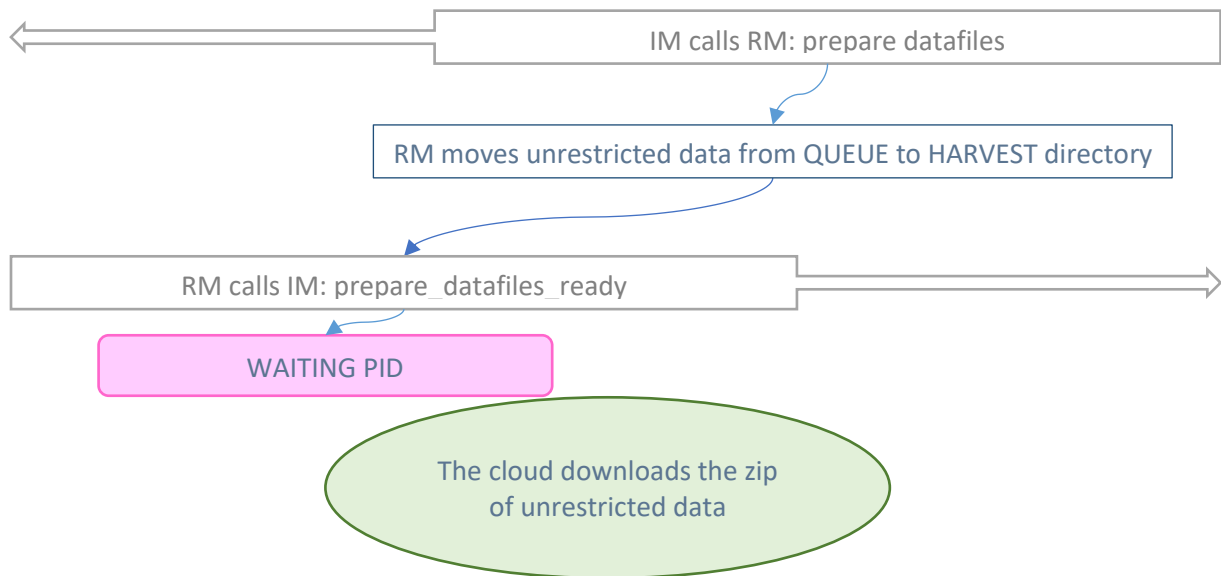 IM calls RM: prepare datafiles
RM moves unrestricted data from QUEUE to HARVEST directory
RM calls IM: prepare_datafiles_ready
WAITING PID
The cloud downloads the zip
of unrestricted data